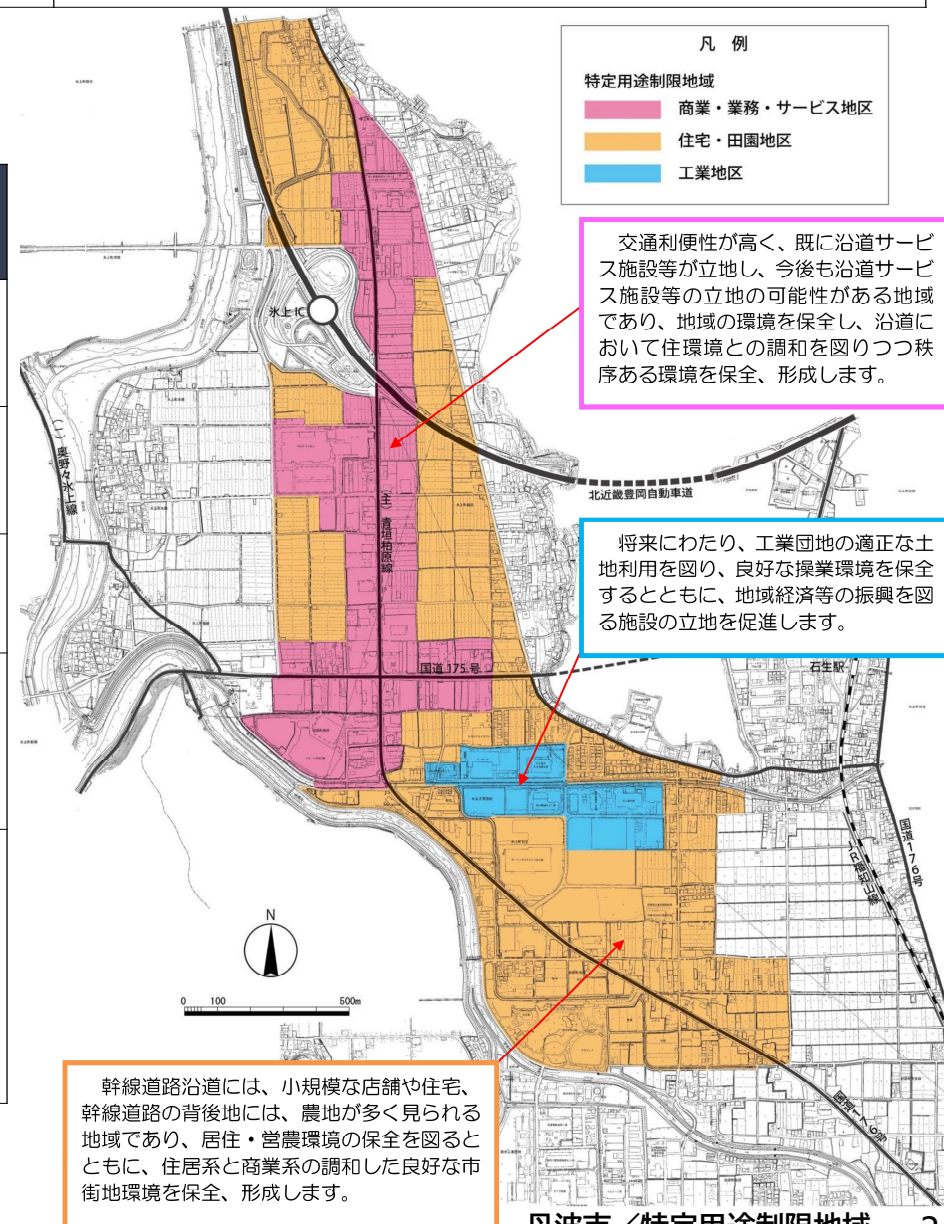 凡 例
特定用途制限地域
商業・業務・サービス地区
住宅・田園地区
工業地区
交通利便性が高く、既に沿道サービ
ス施設等が立地し、今後も沿道サービ
ス施設等の立地の可能性がある地域
であり、地域の環境を保全し、沿道に
おいて住環境との調和を図りつつ秩
序ある環境を保全、形成します。
氷上IC
(一)奥野々氷上線
(主)青垣柏原線
北近畿豊岡自動車道
将来にわたり、工業団地の適正な土
地利用を図り、良好な操業環境を保全
するとともに、地域経済等の振興を図
る施設の立地を促進します。
国道175号
石生駅
国道176号
JR福知山線
N
0 100 500m
国道176号
幹線道路沿道には、小規模な店舗や住宅、
幹線道路の背後地には、農地が多く見られる
地域であり、居住・営農環境の保全を図ると
ともに、住居系と商業系の調和した良好な市
街地環境を保全、形成します。
丹波市/特定用途制限地域 2